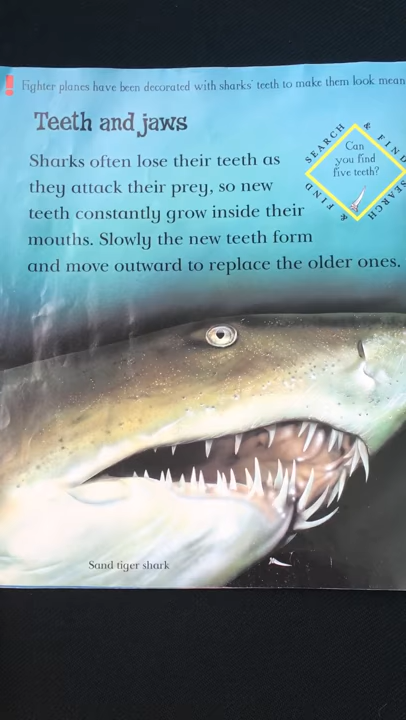 ! Fighter planes have been decorated with sharks' teeth to make them look mean
Teeth and jaws
Sharks often lose their teeth as
they attack their prey, so new
teeth constantly grow inside their
mouths. Slowly the new teeth form
and move outward to replace the older ones.
SEARCH & FIND
SEARCH & FIND
Can
you find
five teeth?
Sand tiger shark